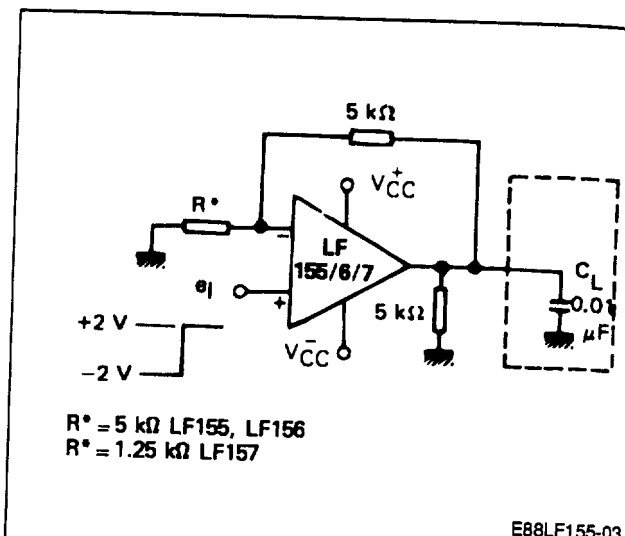 5 kΩ
V+CC
R*
LF
155/6/7
eI
5 kΩ
CL
0.01
μF
+2 V
−2 V
V−CC
R* = 5 kΩ LF155, LF156
R* = 1.25 kΩ LF157
E88LF155-03